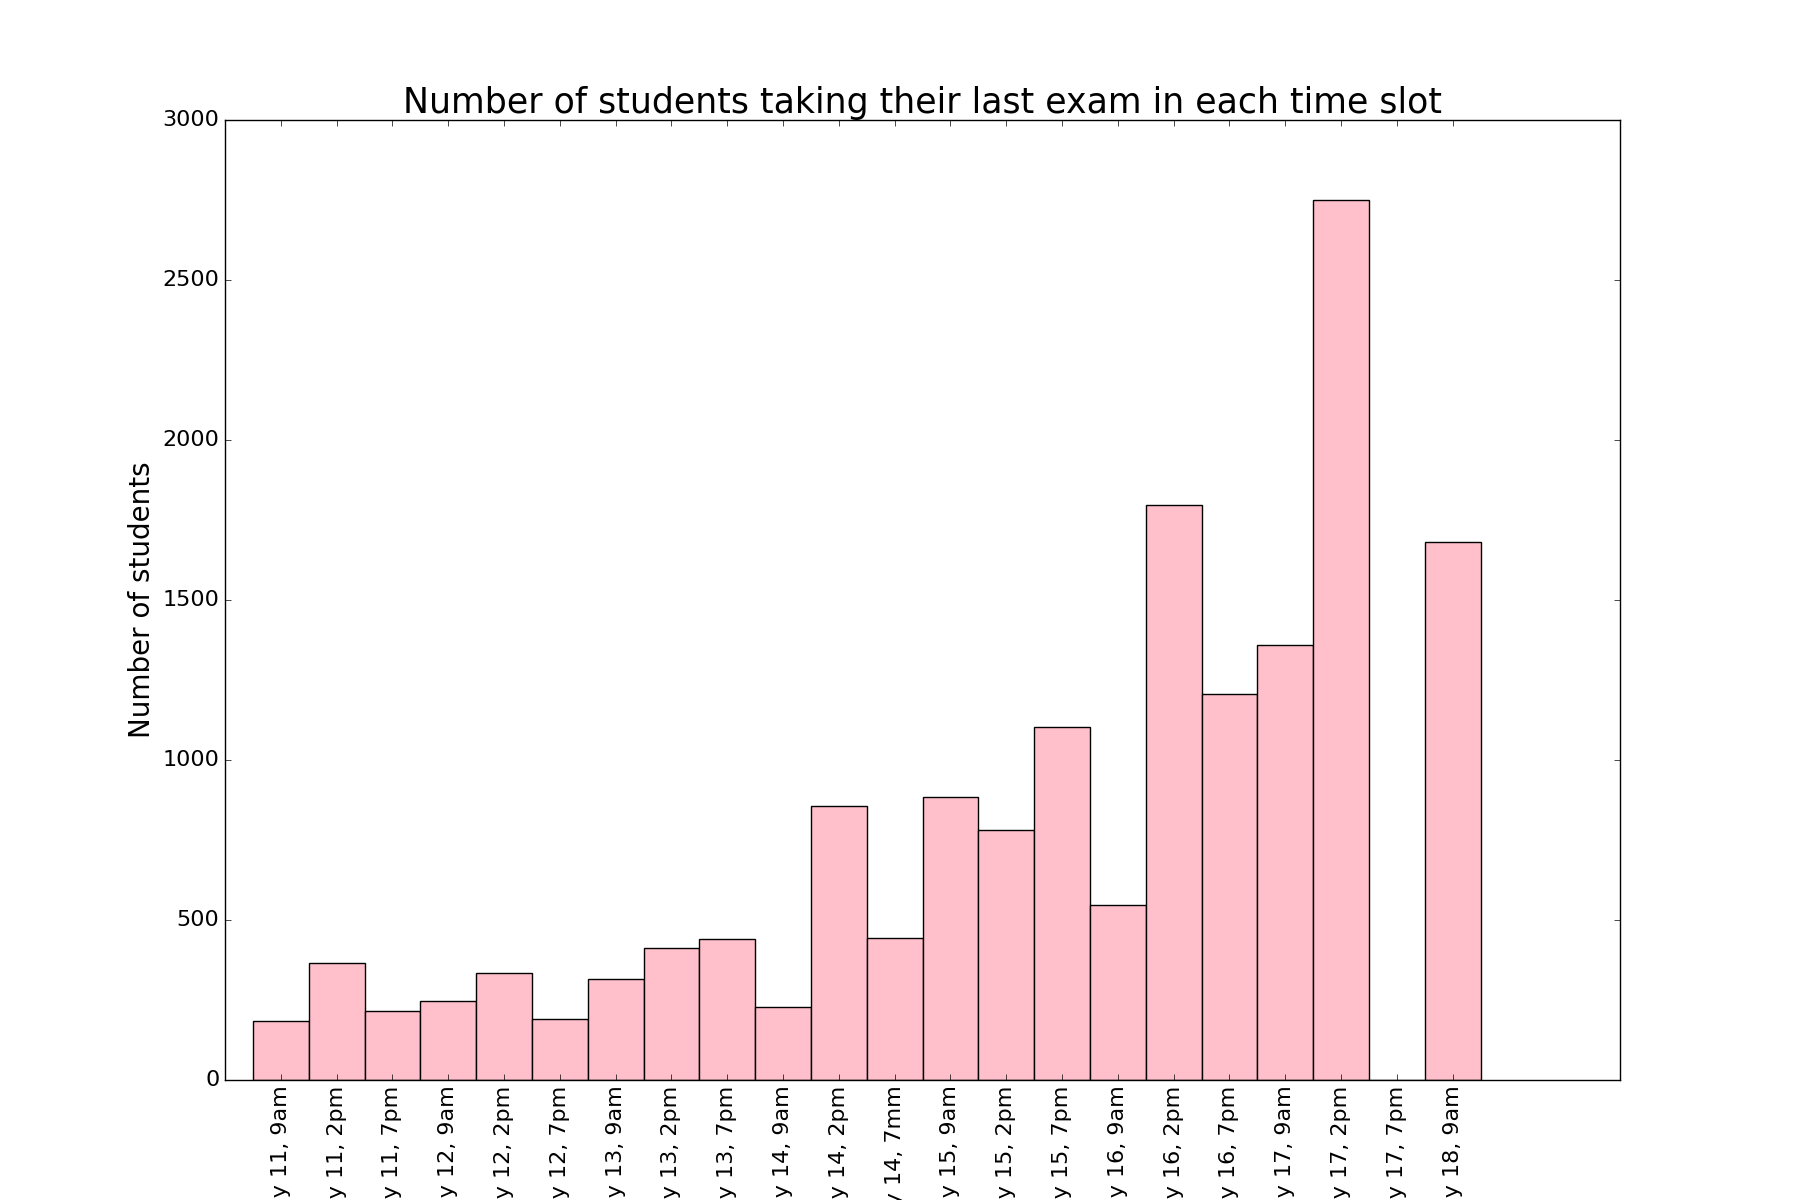 Number of students taking their last exam in each time slot
Number of students
3000
2500
2000
1500
1000
500
0
y 11, 9am
y 11, 2pm
y 11, 7pm
y 12, 9am
y 12, 2pm
y 12, 7pm
y 13, 9am
y 13, 2pm
y 13, 7pm
y 14, 9am
y 14, 2pm
y 14, 7mm
y 15, 9am
y 15, 2pm
y 15, 7pm
y 16, 9am
y 16, 2pm
y 16, 7pm
y 17, 9am
y 17, 2pm
y 17, 7pm
y 18, 9am